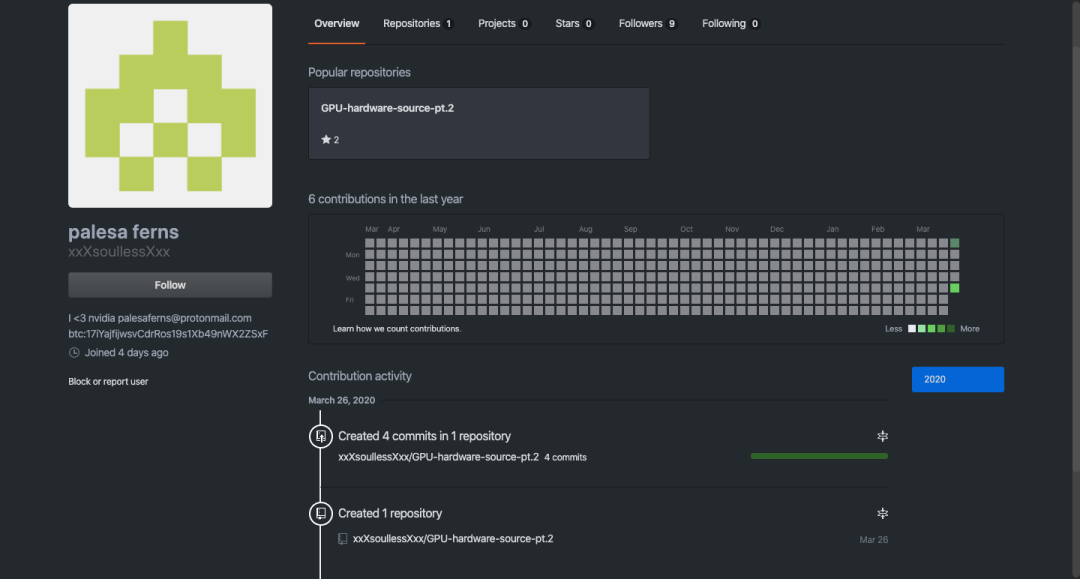 Overview Repositories 1 Projects 0 Stars 0 Followers 9 Following 0
Popular repositories
GPU-hardware-source-pt.2
2
palesa ferns
xxXsoullessXxx
Follow
I <3 nvidia palesaferns@protonmail.com
btc:17iYajfijwsvCdrRos19s1Xb49nWX2ZSxF
Joined 4 days ago
Block or report user
6 contributions in the last year
Mar Apr May Jun Jul Aug Sep Oct Nov Dec Jan Feb Mar
Mon
Wed
Fri
Learn how we count contributions.
Less More
Contribution activity
2020
March 26, 2020
Created 4 commits in 1 repository
xxXsoullessXxx/GPU-hardware-source-pt.2 4 commits
Created 1 repository
xxXsoullessXxx/GPU-hardware-source-pt.2 Mar 26